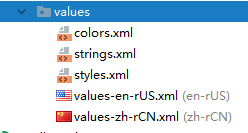 values
colors.xml
strings.xml
styles.xml
values-en-rUS.xml (en-rUS)
values-zh-rCN.xml (zh-rCN)